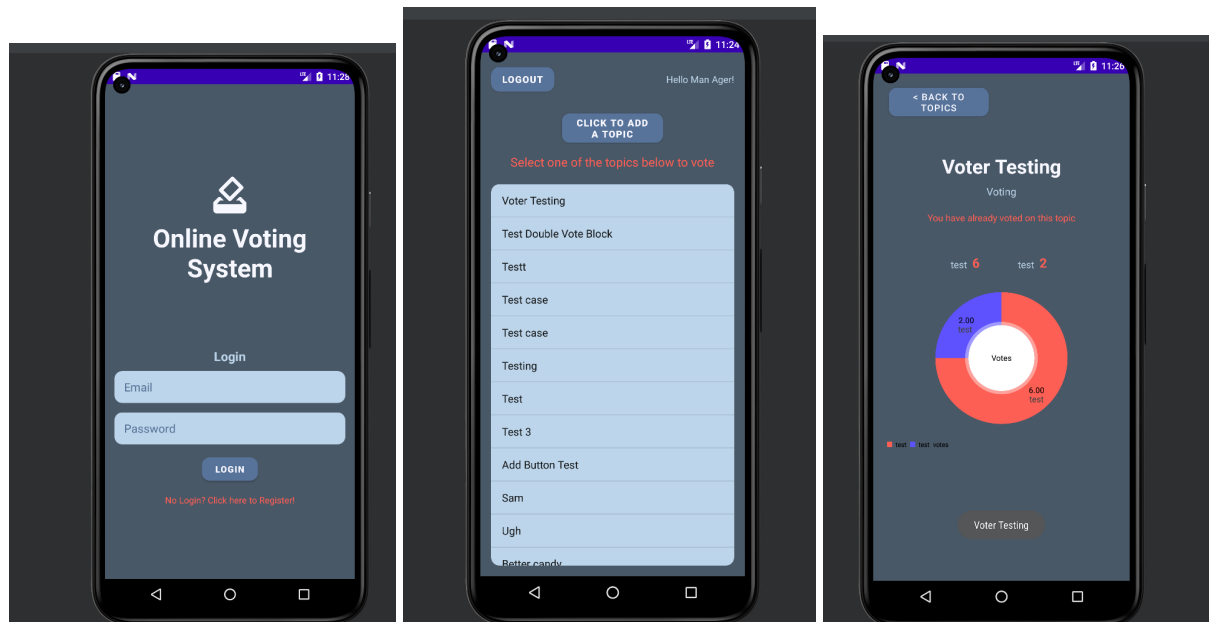 11:28
Online Voting
System
Login
Email
Password
LOGIN
No Login? Click here to Register!
LTE 11:24
LOGOUT
Hello Man Ager!
CLICK TO ADD
A TOPIC
Select one of the topics below to vote
Voter Testing
Test Double Vote Block
Testt
Test case
Test case
Testing
Test
Test 3
Add Button Test
Sam
Ugh
Better candy
LTE 11:26
< BACK TO
TOPICS
Voter Testing
Voting
You have already voted on this topic
test 6 test 2
2.00
test
Votes
6.00
test
test test votes
Voter Testing